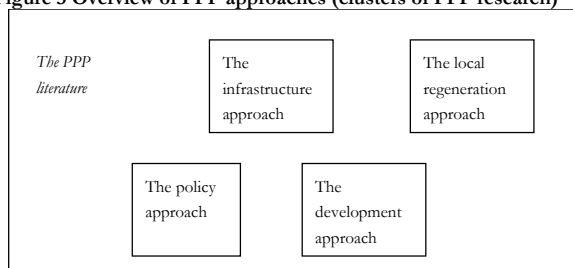 Figure 3 Overview of PPP approaches (clusters of PPP research)
The PPP
literature
The
infrastructure
approach
The local
regeneration
approach
The policy
approach
The
development
approach